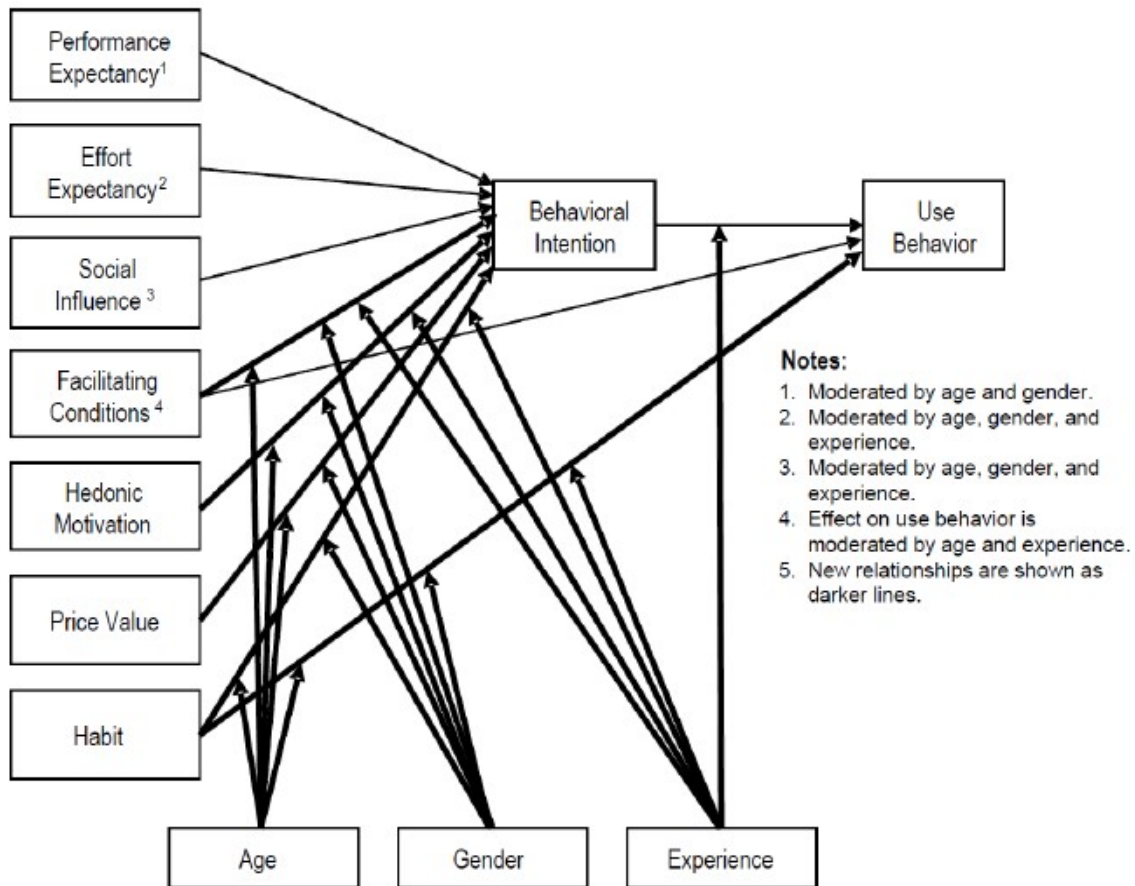 Performance
Expectancy¹
Effort
Expectancy²
Social
Influence ³
Facilitating
Conditions ⁴
Hedonic
Motivation
Price Value
Habit
Behavioral
Intention
Use
Behavior
Notes:
1. Moderated by age and gender.
2. Moderated by age, gender, and
experience.
3. Moderated by age, gender, and
experience.
4. Effect on use behavior is
moderated by age and experience.
5. New relationships are shown as
darker lines.
Age
Gender
Experience